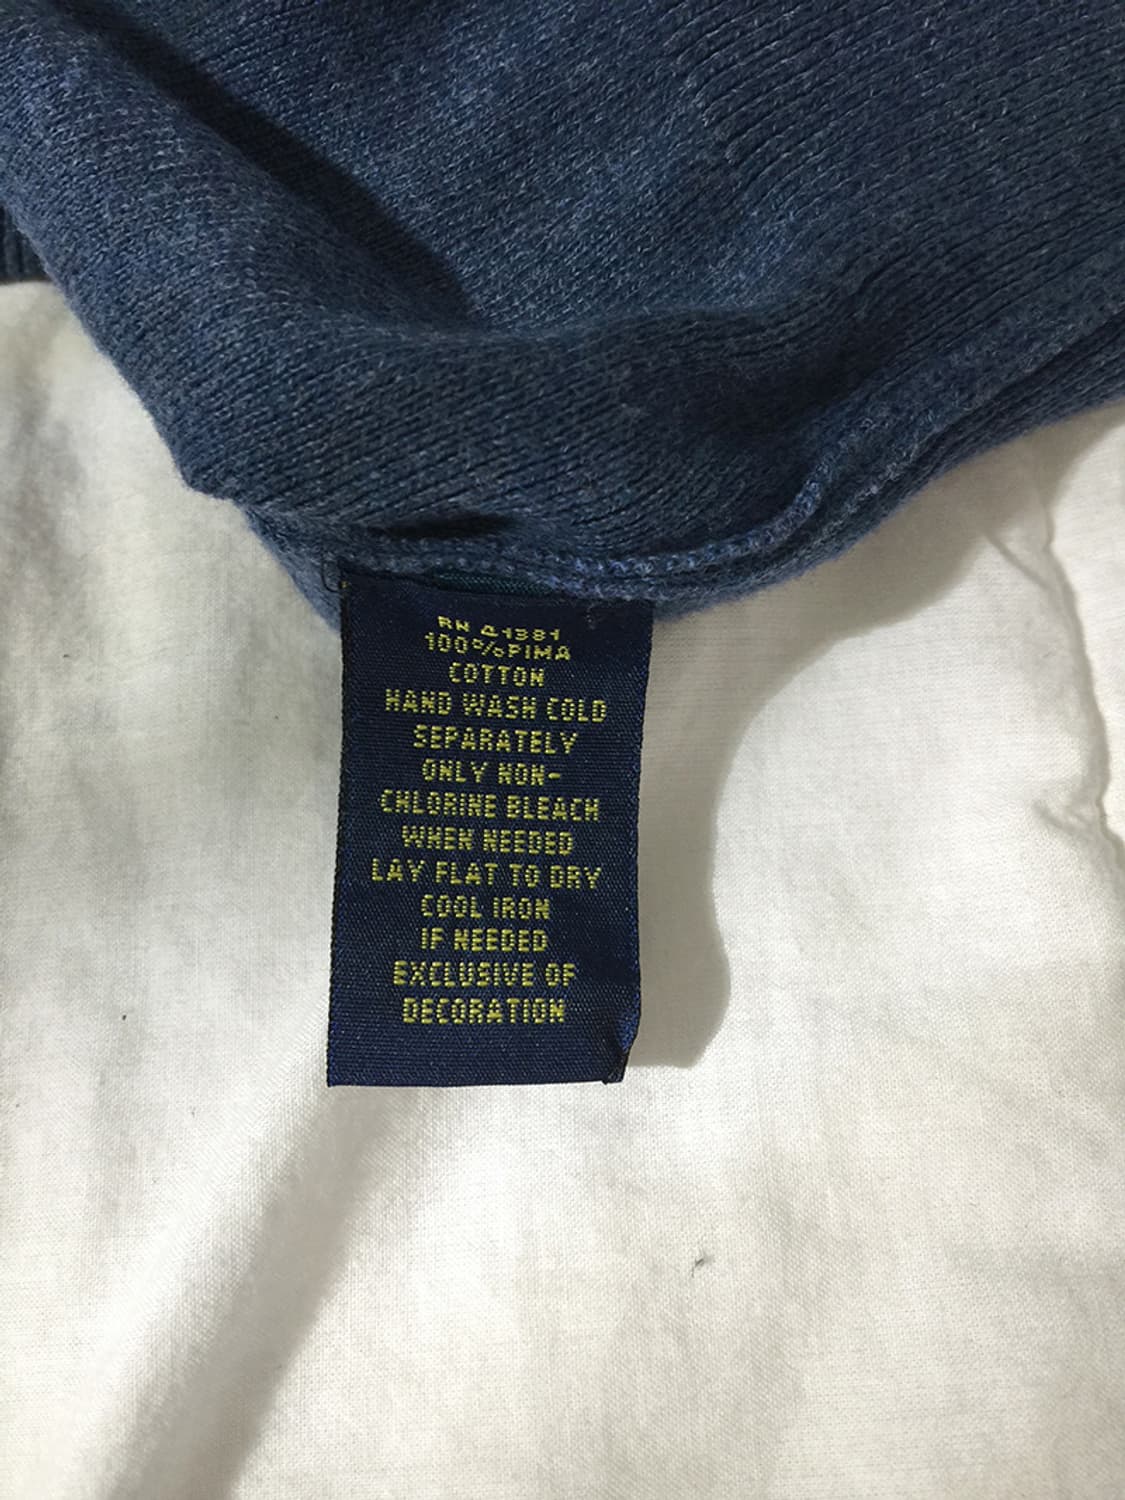 RN 41381
100% PIMA
COTTON
HAND WASH COLD
SEPARATELY
ONLY NON-
CHLORINE BLEACH
WHEN NEEDED
LAY FLAT TO DRY
COOL IRON
IF NEEDED
EXCLUSIVE OF
DECORATION